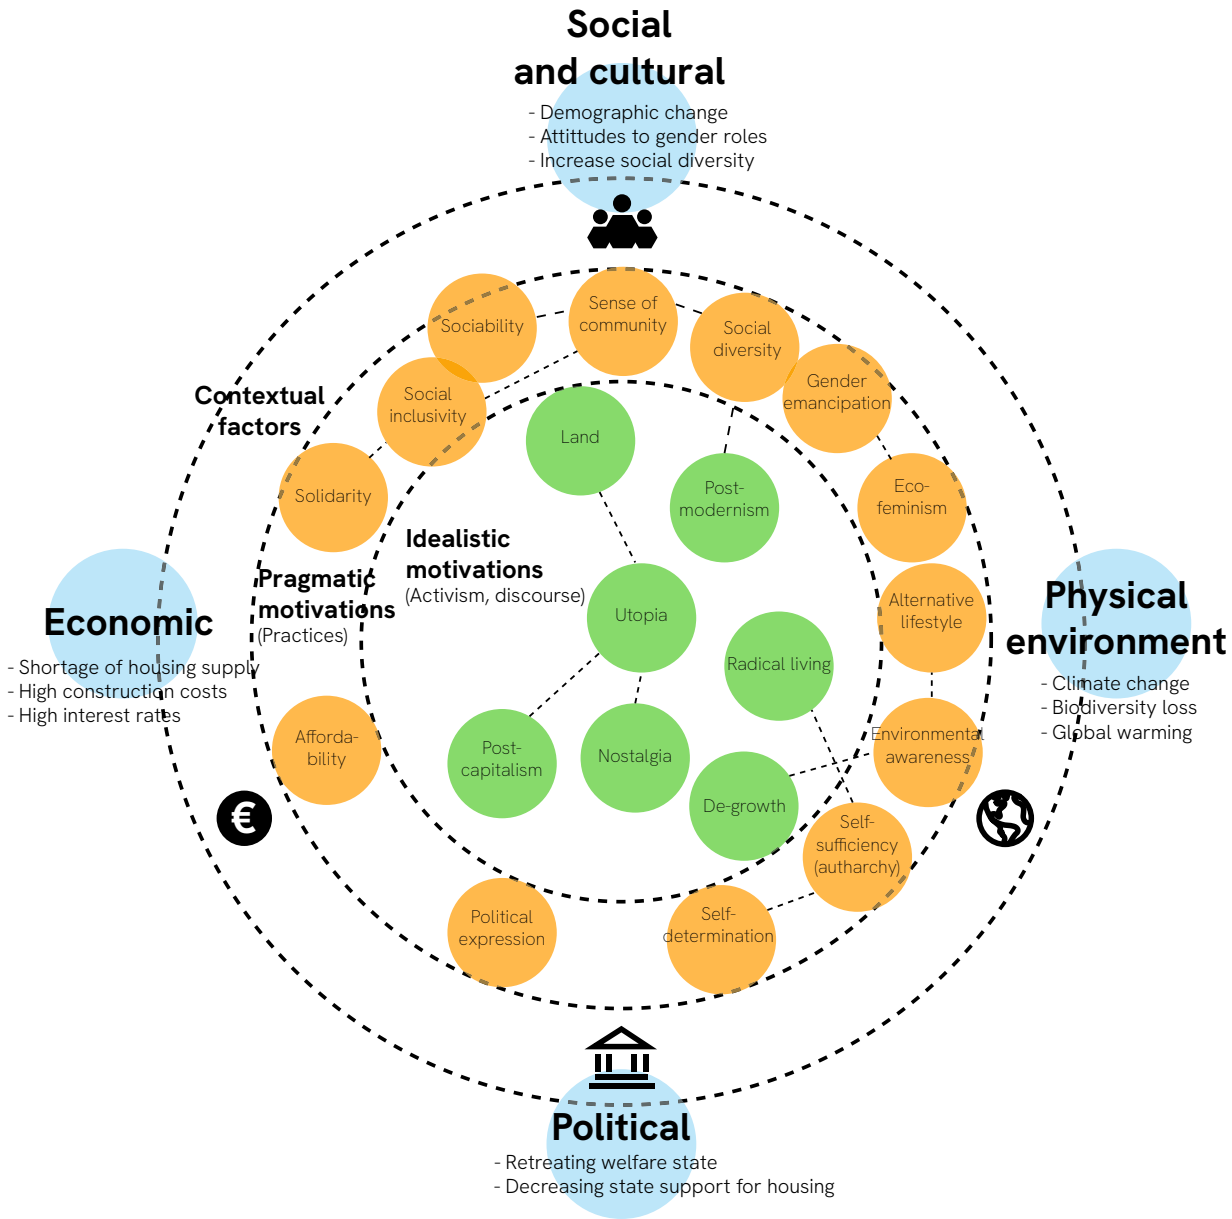 Social
and cultural
- Demographic change
- Attittudes to gender roles
- Increase social diversity
Sociability
Sense of
community
Social
diversity
Social
inclusivity
Gender
emancipation
Contextual
factors
Land
Solidarity
Post-
modernism
Eco-
feminism
Idealistic
motivations
(Activism, discourse)
Pragmatic
motivations
(Practices)
Utopia
Alternative
lifestyle
Economic
- Shortage of housing supply
- High construction costs
- High interest rates
Radical living
Physical
environment
- Climate change
- Biodiversity loss
- Global warming
Afforda-
bility
Post-
capitalism
Nostalgia
Environmental
awareness
De-growth
€
Self-
sufficiency
(autharchy)
Political
expression
Self-
determination
Political
- Retreating welfare state
- Decreasing state support for housing